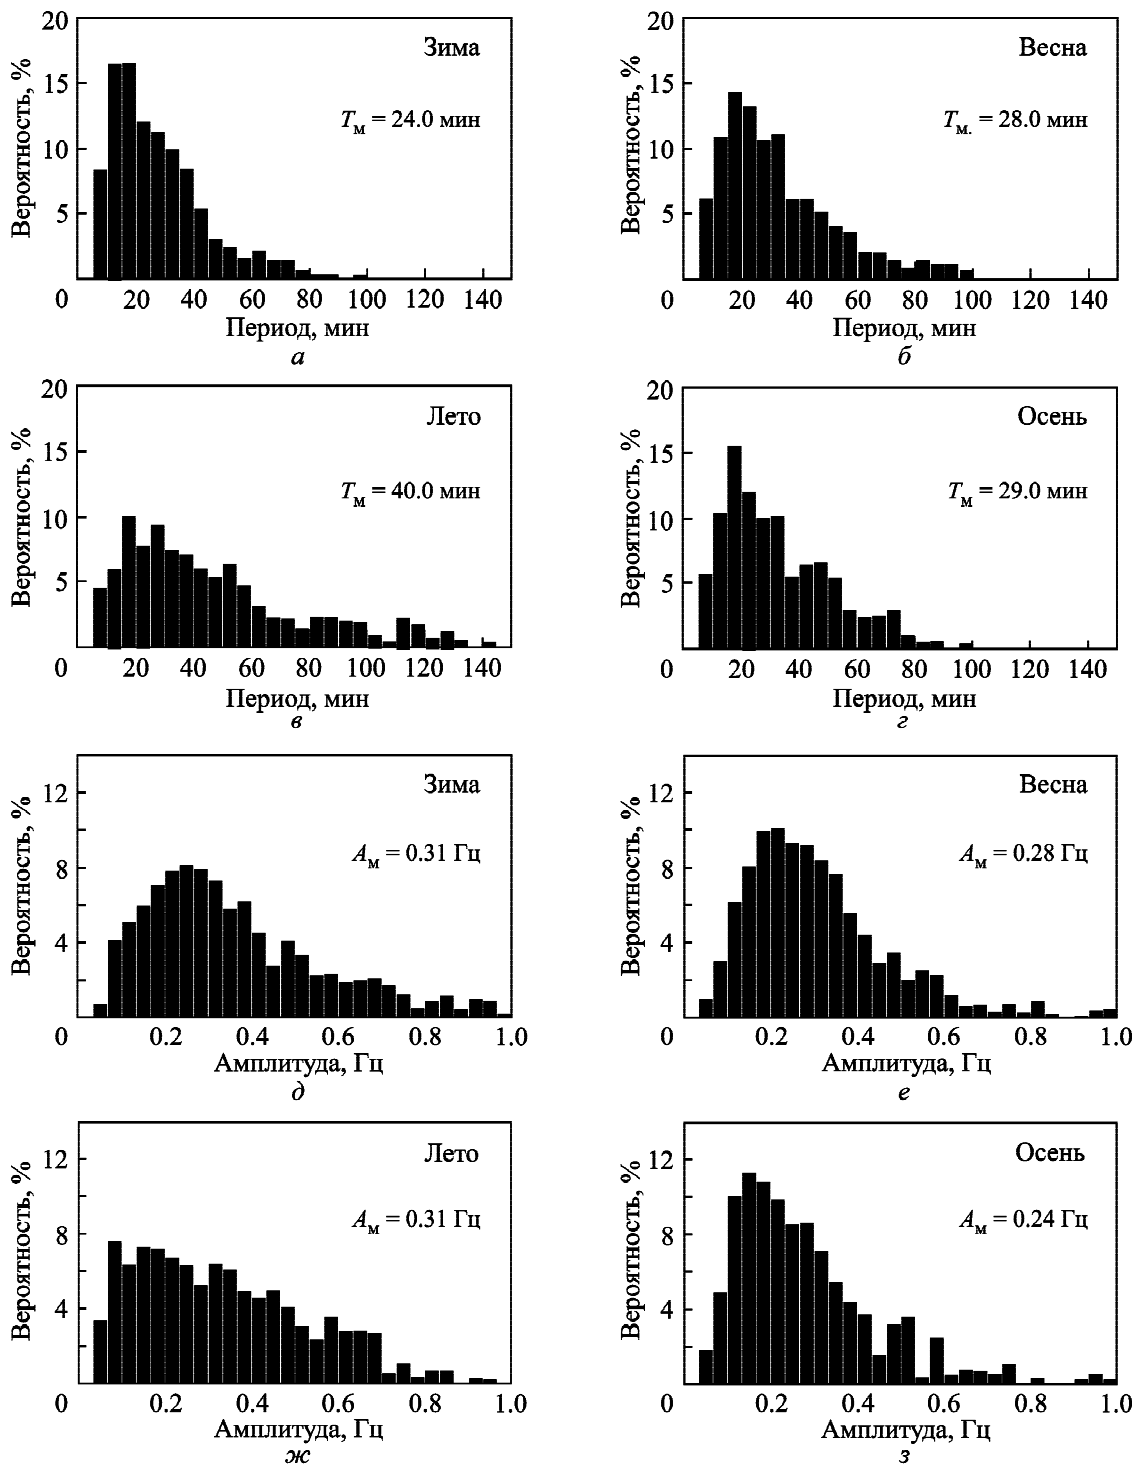 20
15
10
5
0
Вероятность, %
Зима
Tм = 24.0 мин
20 40 60 80 100 120 140
Период, мин
а
20
15
10
5
0
Вероятность, %
Весна
Tм. = 28.0 мин
20 40 60 80 100 120 140
Период, мин
б
20
15
10
5
0
Вероятность, %
Лето
Tм = 40.0 мин
20 40 60 80 100 120 140
Период, мин
в
20
15
10
5
0
Вероятность, %
Осень
Tм = 29.0 мин
20 40 60 80 100 120 140
Период, мин
г
12
8
4
0
Вероятность, %
Зима
Aм = 0.31 Гц
0.2 0.4 0.6 0.8 1.0
Амплитуда, Гц
д
12
8
4
0
Вероятность, %
Весна
Aм = 0.28 Гц
0.2 0.4 0.6 0.8 1.0
Амплитуда, Гц
е
12
8
4
0
Вероятность, %
Лето
Aм = 0.31 Гц
0.2 0.4 0.6 0.8 1.0
Амплитуда, Гц
ж
12
8
4
0
Вероятность, %
Осень
Aм = 0.24 Гц
0.2 0.4 0.6 0.8 1.0
Амплитуда, Гц
з